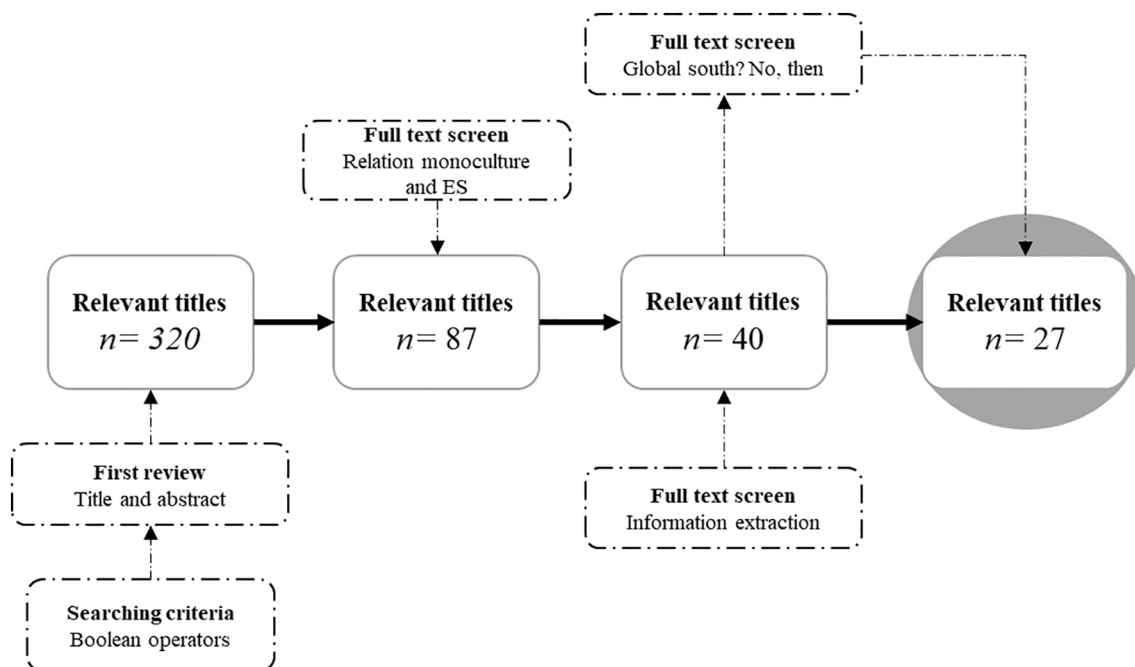 Full text screen
Global south? No, then
Full text screen
Relation monoculture
and ES
Relevant titles
n= 320
Relevant titles
n= 87
Relevant titles
n= 40
Relevant titles
n= 27
First review
Title and abstract
Full text screen
Information extraction
Searching criteria
Boolean operators